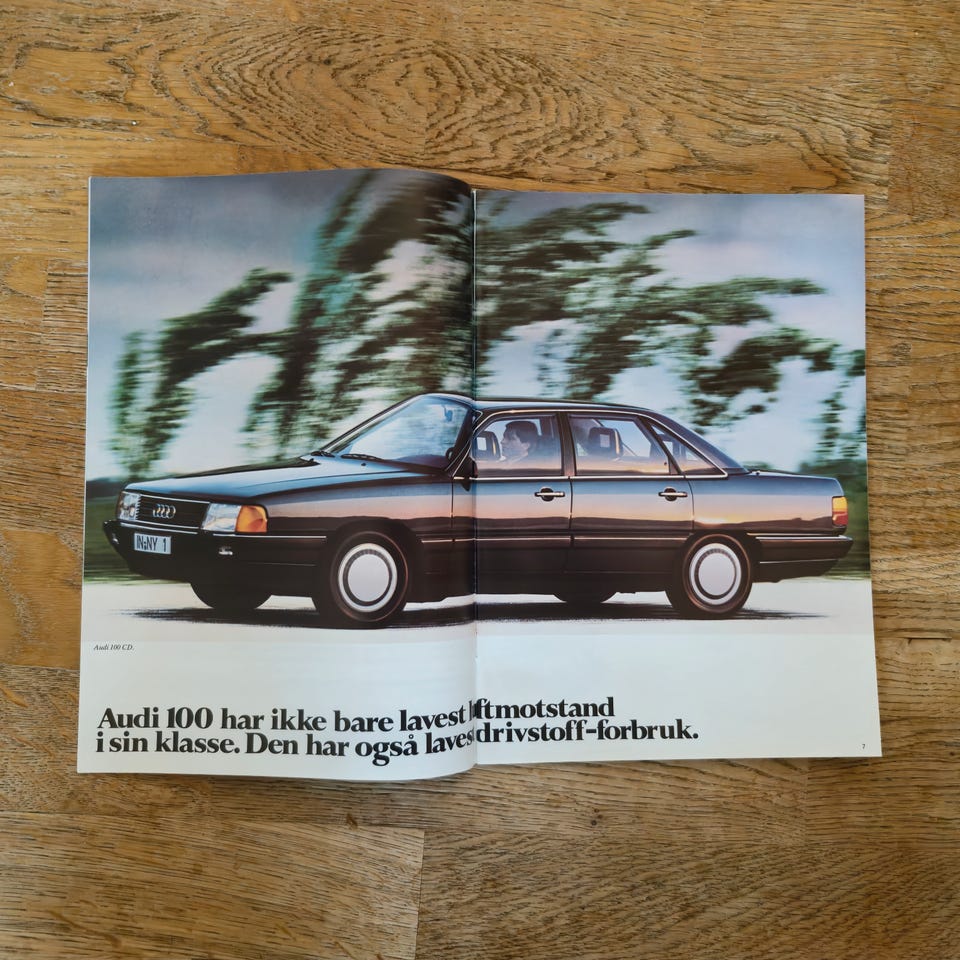 IN-NY 1
Audi 100 CD.
Audi 100 har ikke bare lavest luftmotstand
i sin klasse. Den har også lavest drivstoff-forbruk.
7